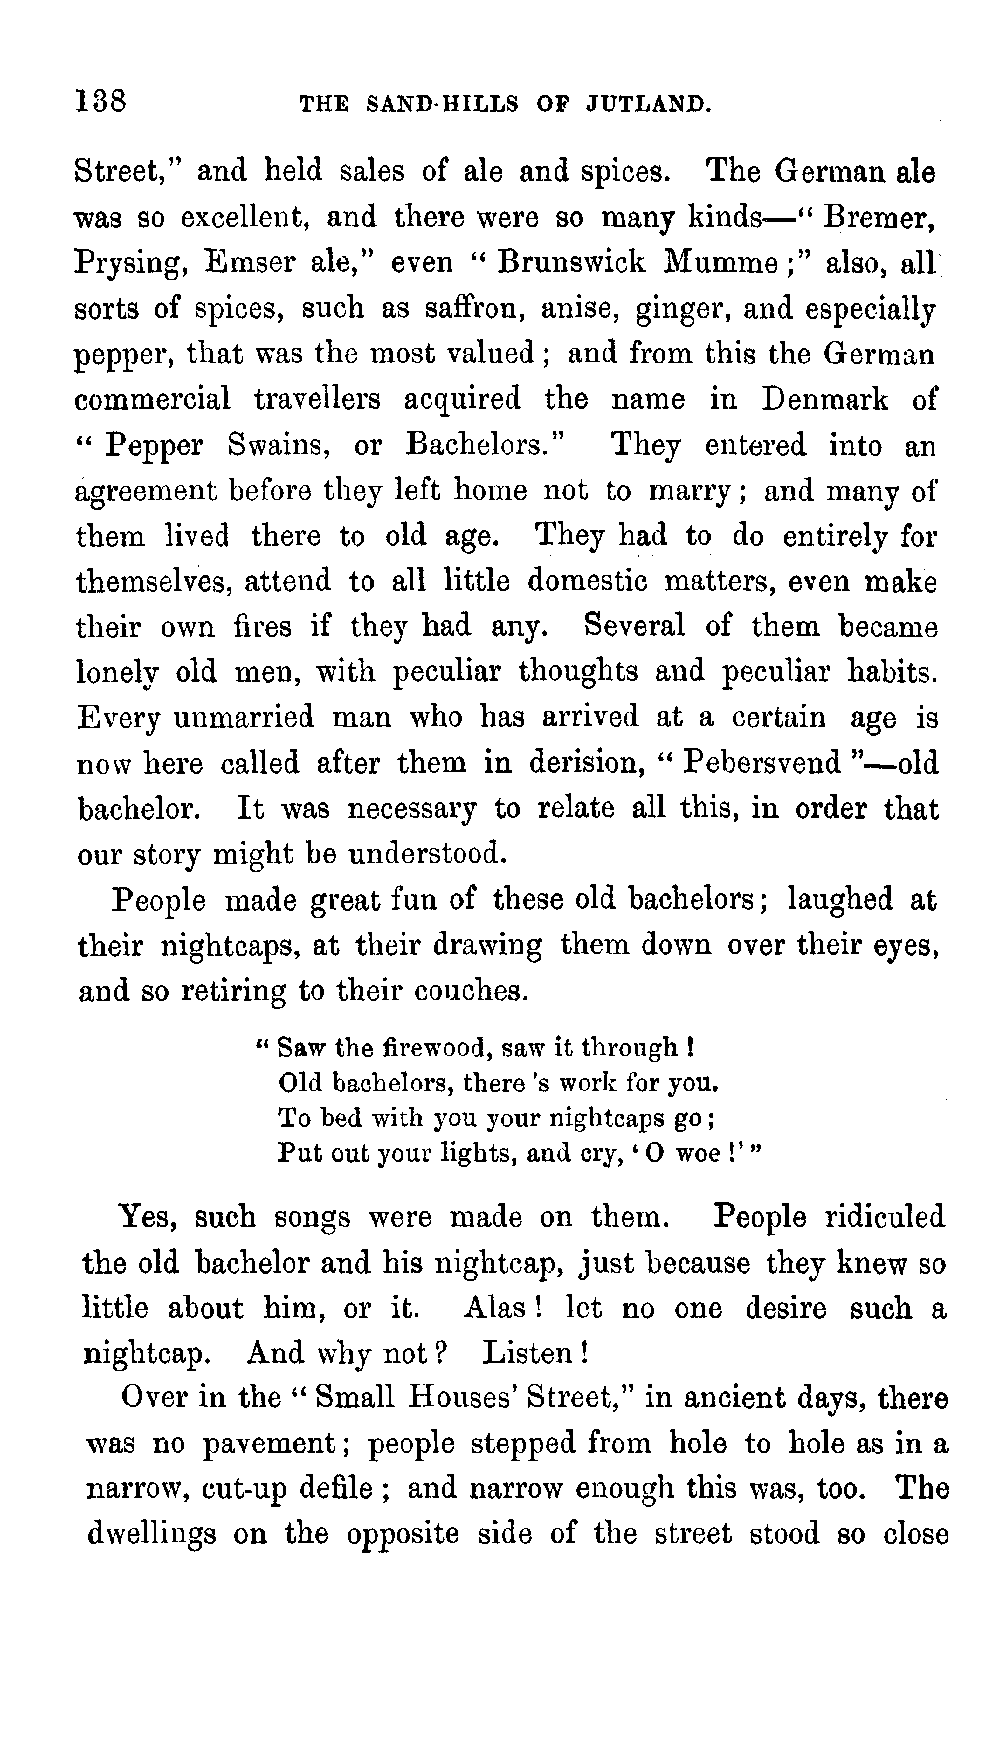 138 THE SAND-HILLS OF JUTLAND.
Street," and held sales of ale and spices. The German ale
was so excellent, and there were so many kinds—" Bremer,
Prysing, Emser ale," even " Brunswick Mumme ;" also, all
sorts of spices, such as saffron, anise, ginger, and especially
pepper, that was the most valued ; and from this the German
commercial travellers acquired the name in Denmark of
" Pepper Swains, or Bachelors." They entered into an
agreement before they left home not to marry ; and many of
them lived there to old age. They had to do entirely for
themselves, attend to all little domestic matters, even make
their own fires if they had any. Several of them became
lonely old men, with peculiar thoughts and peculiar habits.
Every unmarried man who has arrived at a certain age is
now here called after them in derision, " Pebersvend "—old
bachelor. It was necessary to relate all this, in order that
our story might be understood.
People made great fun of these old bachelors ; laughed at
their nightcaps, at their drawing them down over their eyes,
and so retiring to their couches.
" Saw the firewood, saw it through !
Old bachelors, there 's work for you.
To bed with you your nightcaps go ;
Put out your lights, and cry, ' O woe !' "
Yes, such songs were made on them. People ridiculed
the old bachelor and his nightcap, just because they knew so
little about him, or it. Alas ! let no one desire such a
nightcap. And why not ? Listen !
Over in the " Small Houses' Street," in ancient days, there
was no pavement ; people stepped from hole to hole as in a
narrow, cut-up defile ; and narrow enough this was, too. The
dwellings on the opposite side of the street stood so close